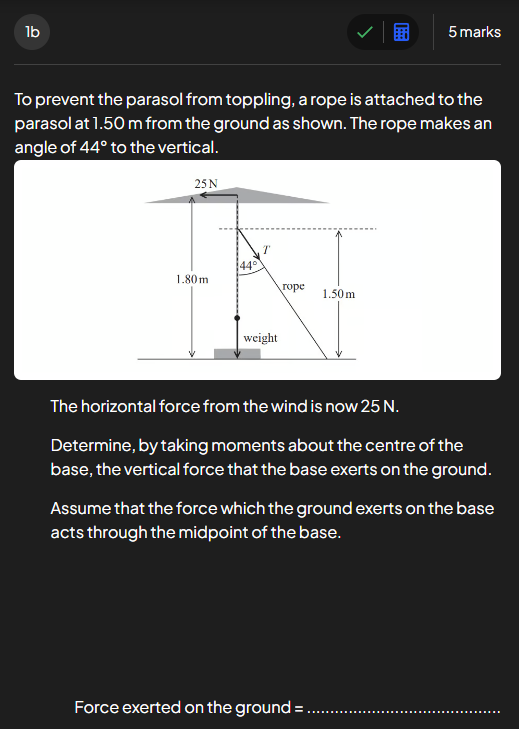 1b
5 marks
To prevent the parasol from toppling, a rope is attached to the
parasol at 1.50 m from the ground as shown. The rope makes an
angle of 44° to the vertical.
25 N
T
44°
1.80 m
rope
1.50 m
weight
The horizontal force from the wind is now 25 N.
Determine, by taking moments about the centre of the
base, the vertical force that the base exerts on the ground.
Assume that the force which the ground exerts on the base
acts through the midpoint of the base.
Force exerted on the ground = ..........................................